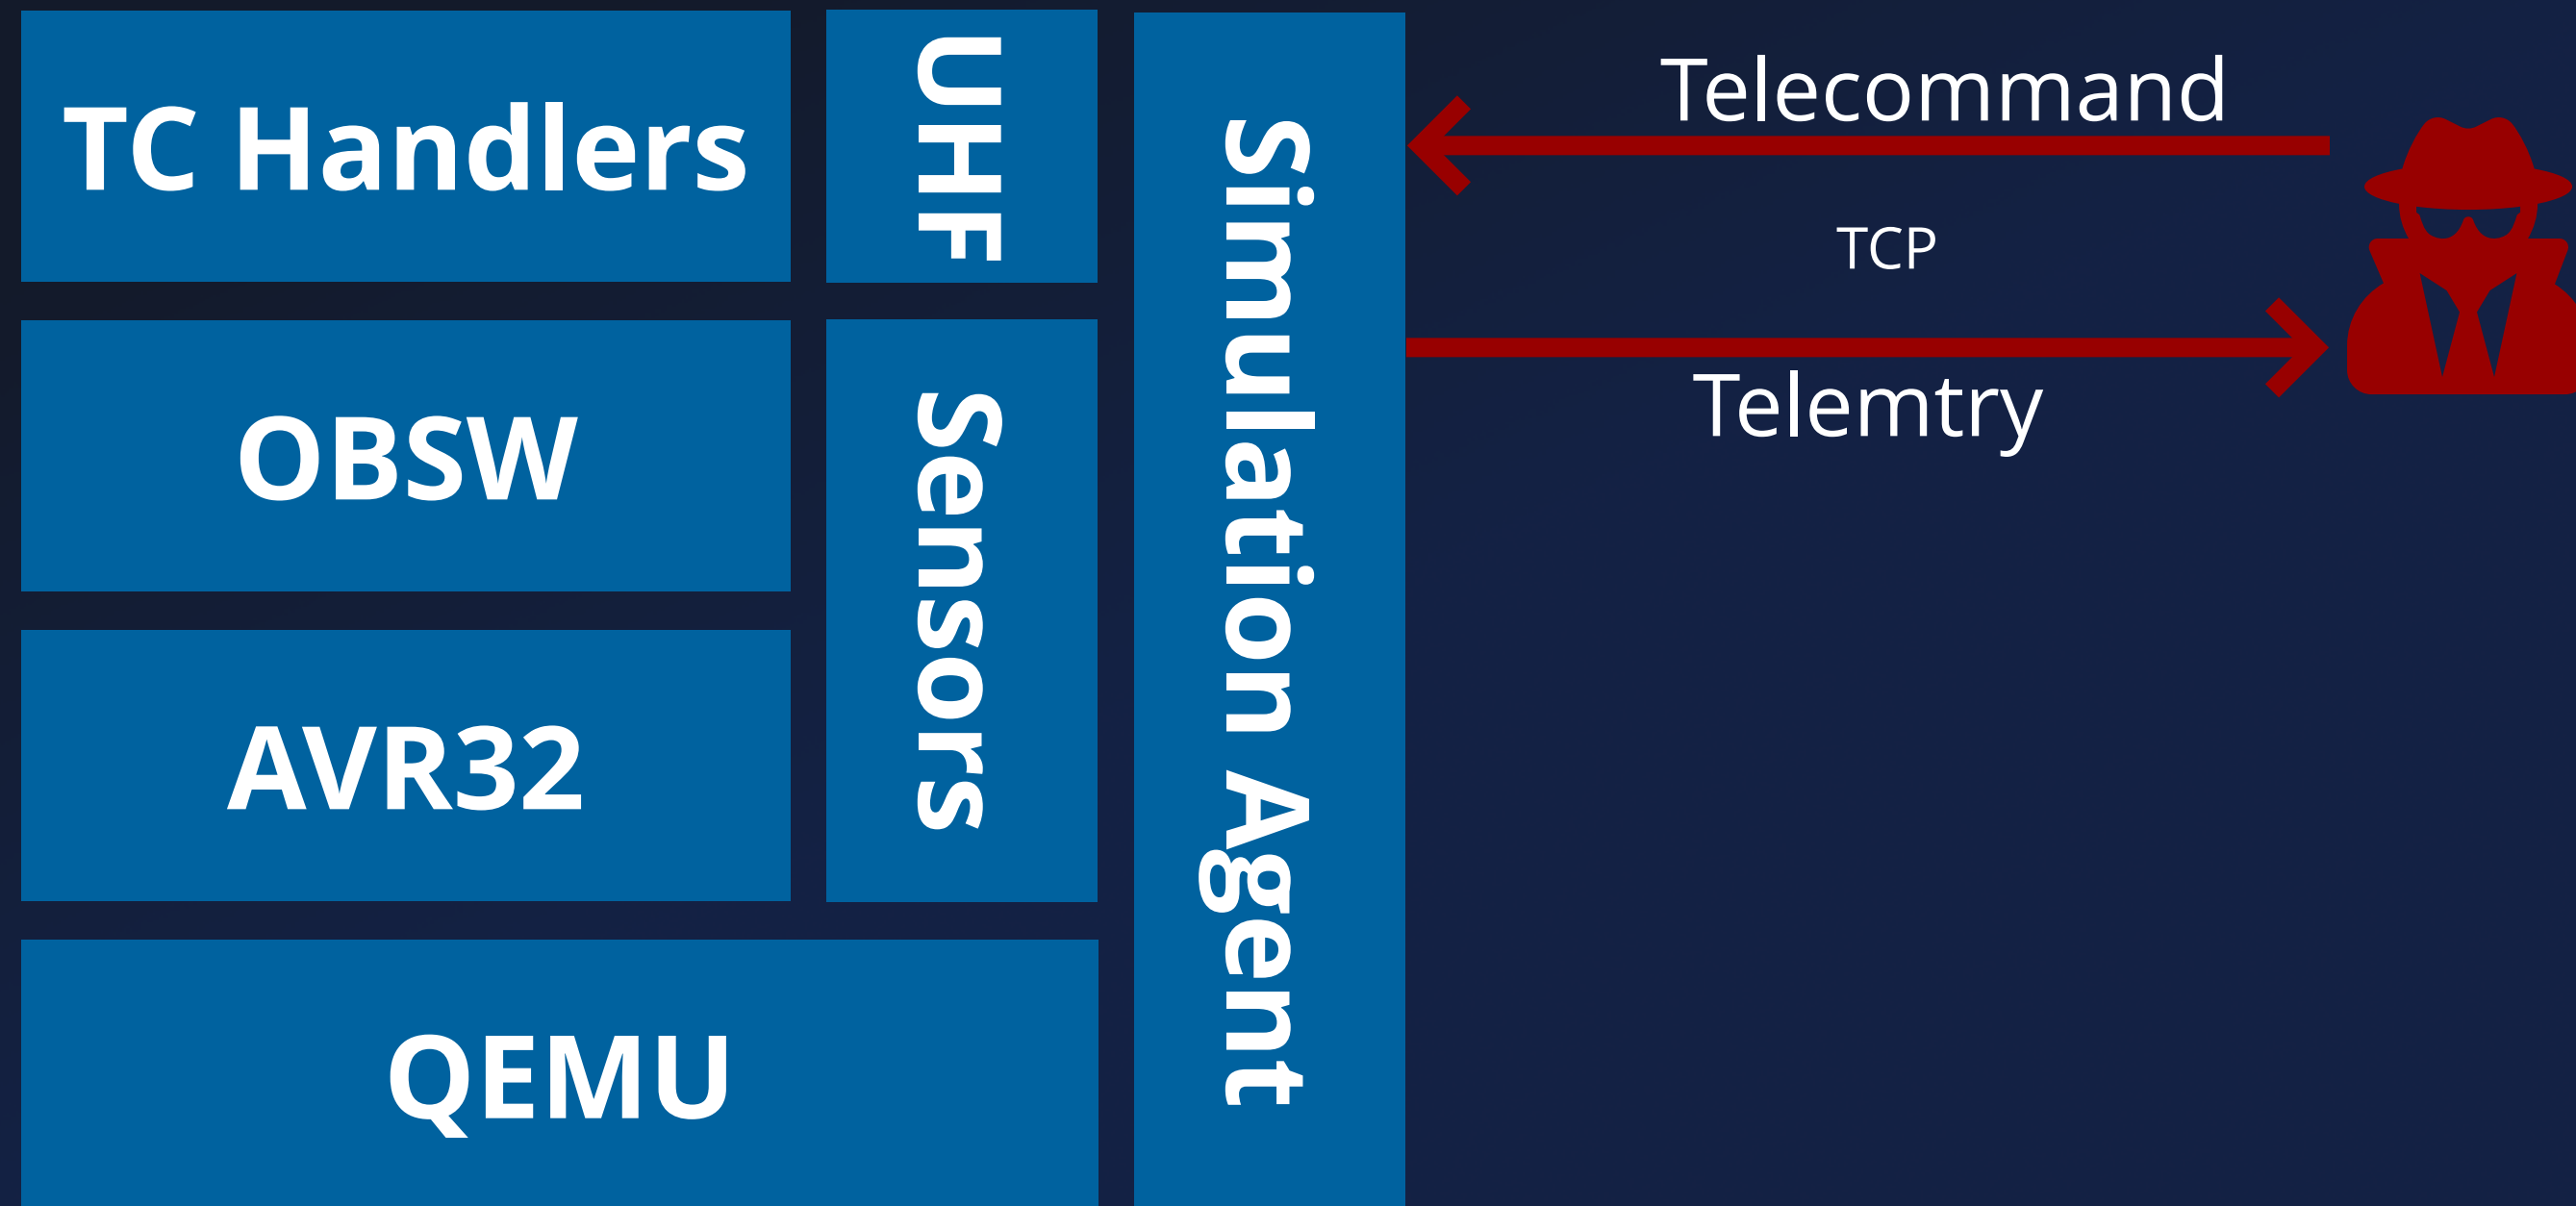 TC Handlers
UHF
Simulation Agent
Telecommand
TCP
Telemtry
OBSW
Sensors
AVR32
QEMU